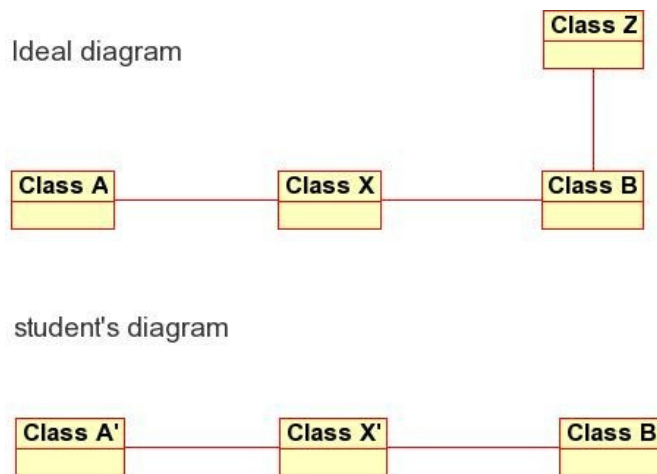 Class Z
Ideal diagram
Class A
Class X
Class B
student's diagram
Class A'
Class X'
Class B